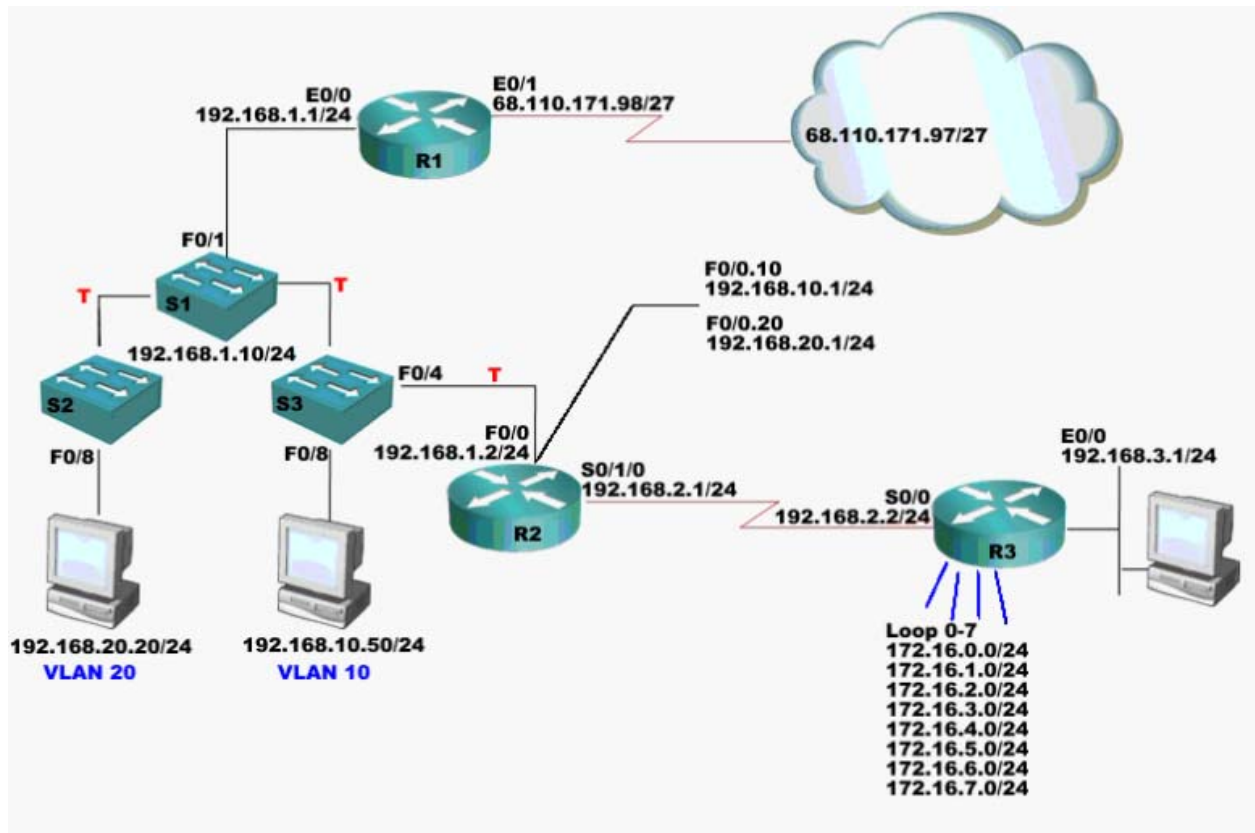 E0/1
68.110.171.98/27
E0/0
192.168.1.1/24
R1
68.110.171.97/27
F0/1
T
T
S1
192.168.1.10/24
F0/0.10
192.168.10.1/24
F0/0.20
192.168.20.1/24
S2
S3
F0/4
T
F0/8
F0/8
F0/0
192.168.1.2/24
S0/1/0
192.168.2.1/24
R2
S0/0
192.168.2.2/24
R3
E0/0
192.168.3.1/24
192.168.20.20/24
VLAN 20
192.168.10.50/24
VLAN 10
Loop 0-7
172.16.0.0/24
172.16.1.0/24
172.16.2.0/24
172.16.3.0/24
172.16.4.0/24
172.16.5.0/24
172.16.6.0/24
172.16.7.0/24